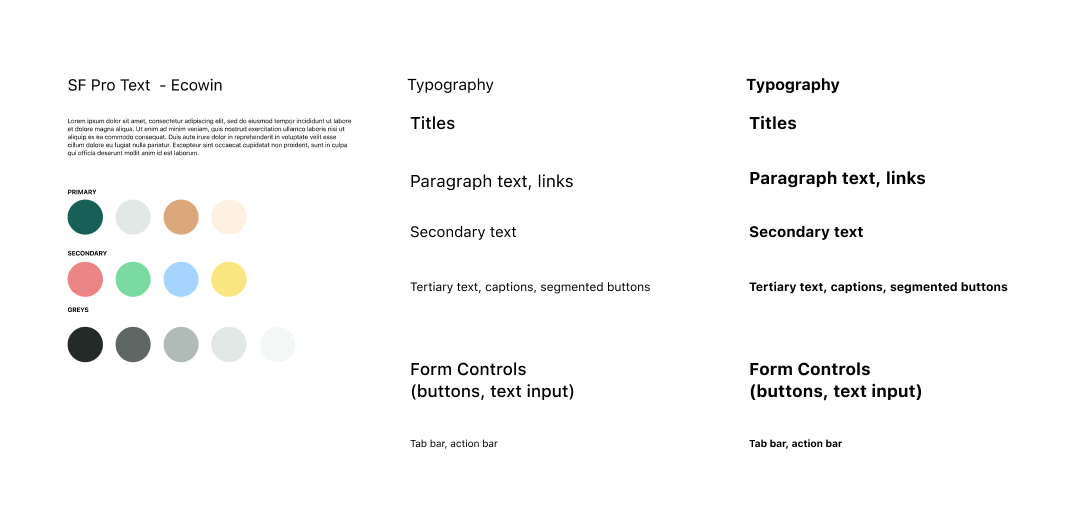 SF Pro Text  - Ecowin
Lorem ipsum dolor sit amet, consectetur adipiscing elit, sed do eiusmod tempor incididunt ut labore
et dolore magna aliqua. Ut enim ad minim veniam, quis nostrud exercitation ullamco laboris nisi ut
aliquip ex ea commodo consequat. Duis aute irure dolor in reprehenderit in voluptate velit esse
cillum dolore eu fugiat nulla pariatur. Excepteur sint occaecat cupidatat non proident, sunt in culpa
qui officia deserunt mollit anim id est laborum.
PRIMARY
SECONDARY
GREYS
Typography
Titles
Paragraph text, links
Secondary text
Tertiary text, captions, segmented buttons
Form Controls
(buttons, text input)
Tab bar, action bar
Typography
Titles
Paragraph text, links
Secondary text
Tertiary text, captions, segmented buttons
Form Controls
(buttons, text input)
Tab bar, action bar